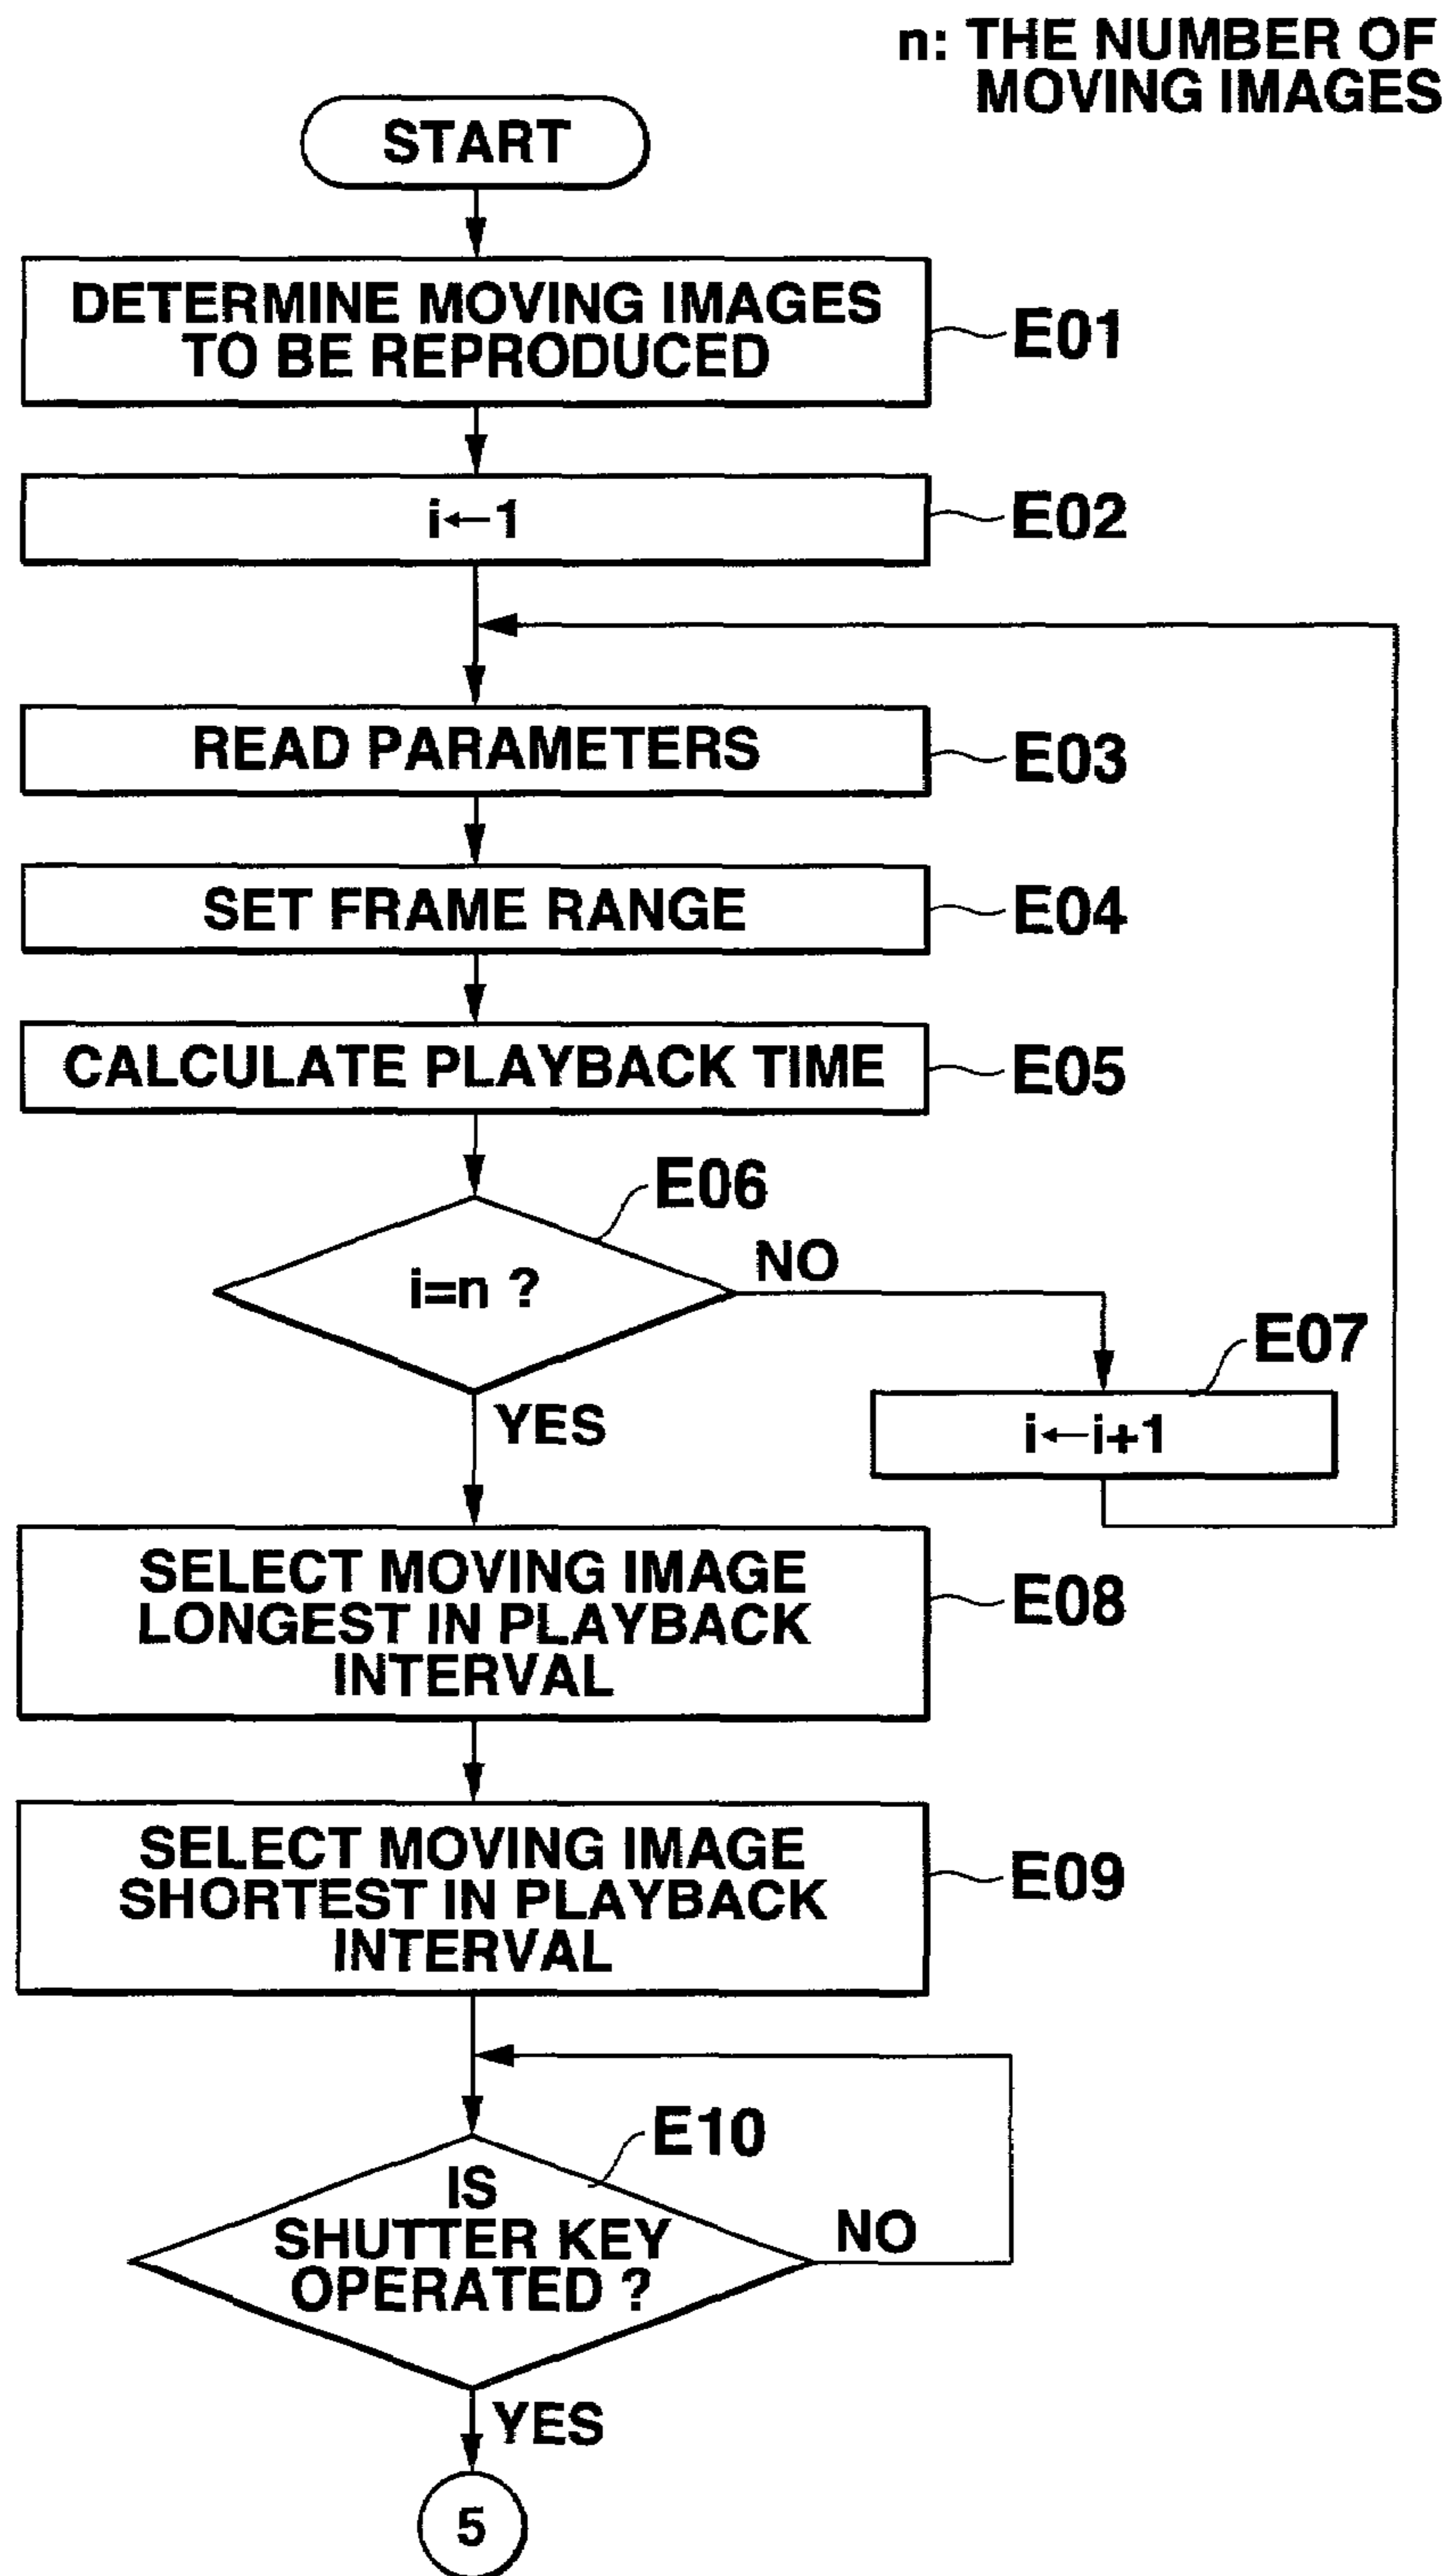 n: THE NUMBER OF
MOVING IMAGES
START
DETERMINE MOVING IMAGES
TO BE REPRODUCED
E01
i←1
E02
READ PARAMETERS
E03
SET FRAME RANGE
E04
CALCULATE PLAYBACK TIME
E05
E06
i=n ?
NO
E07
i←i+1
YES
SELECT MOVING IMAGE
LONGEST IN PLAYBACK
INTERVAL
E08
SELECT MOVING IMAGE
SHORTEST IN PLAYBACK
INTERVAL
E09
E10
IS
SHUTTER KEY
OPERATED ?
NO
YES
5